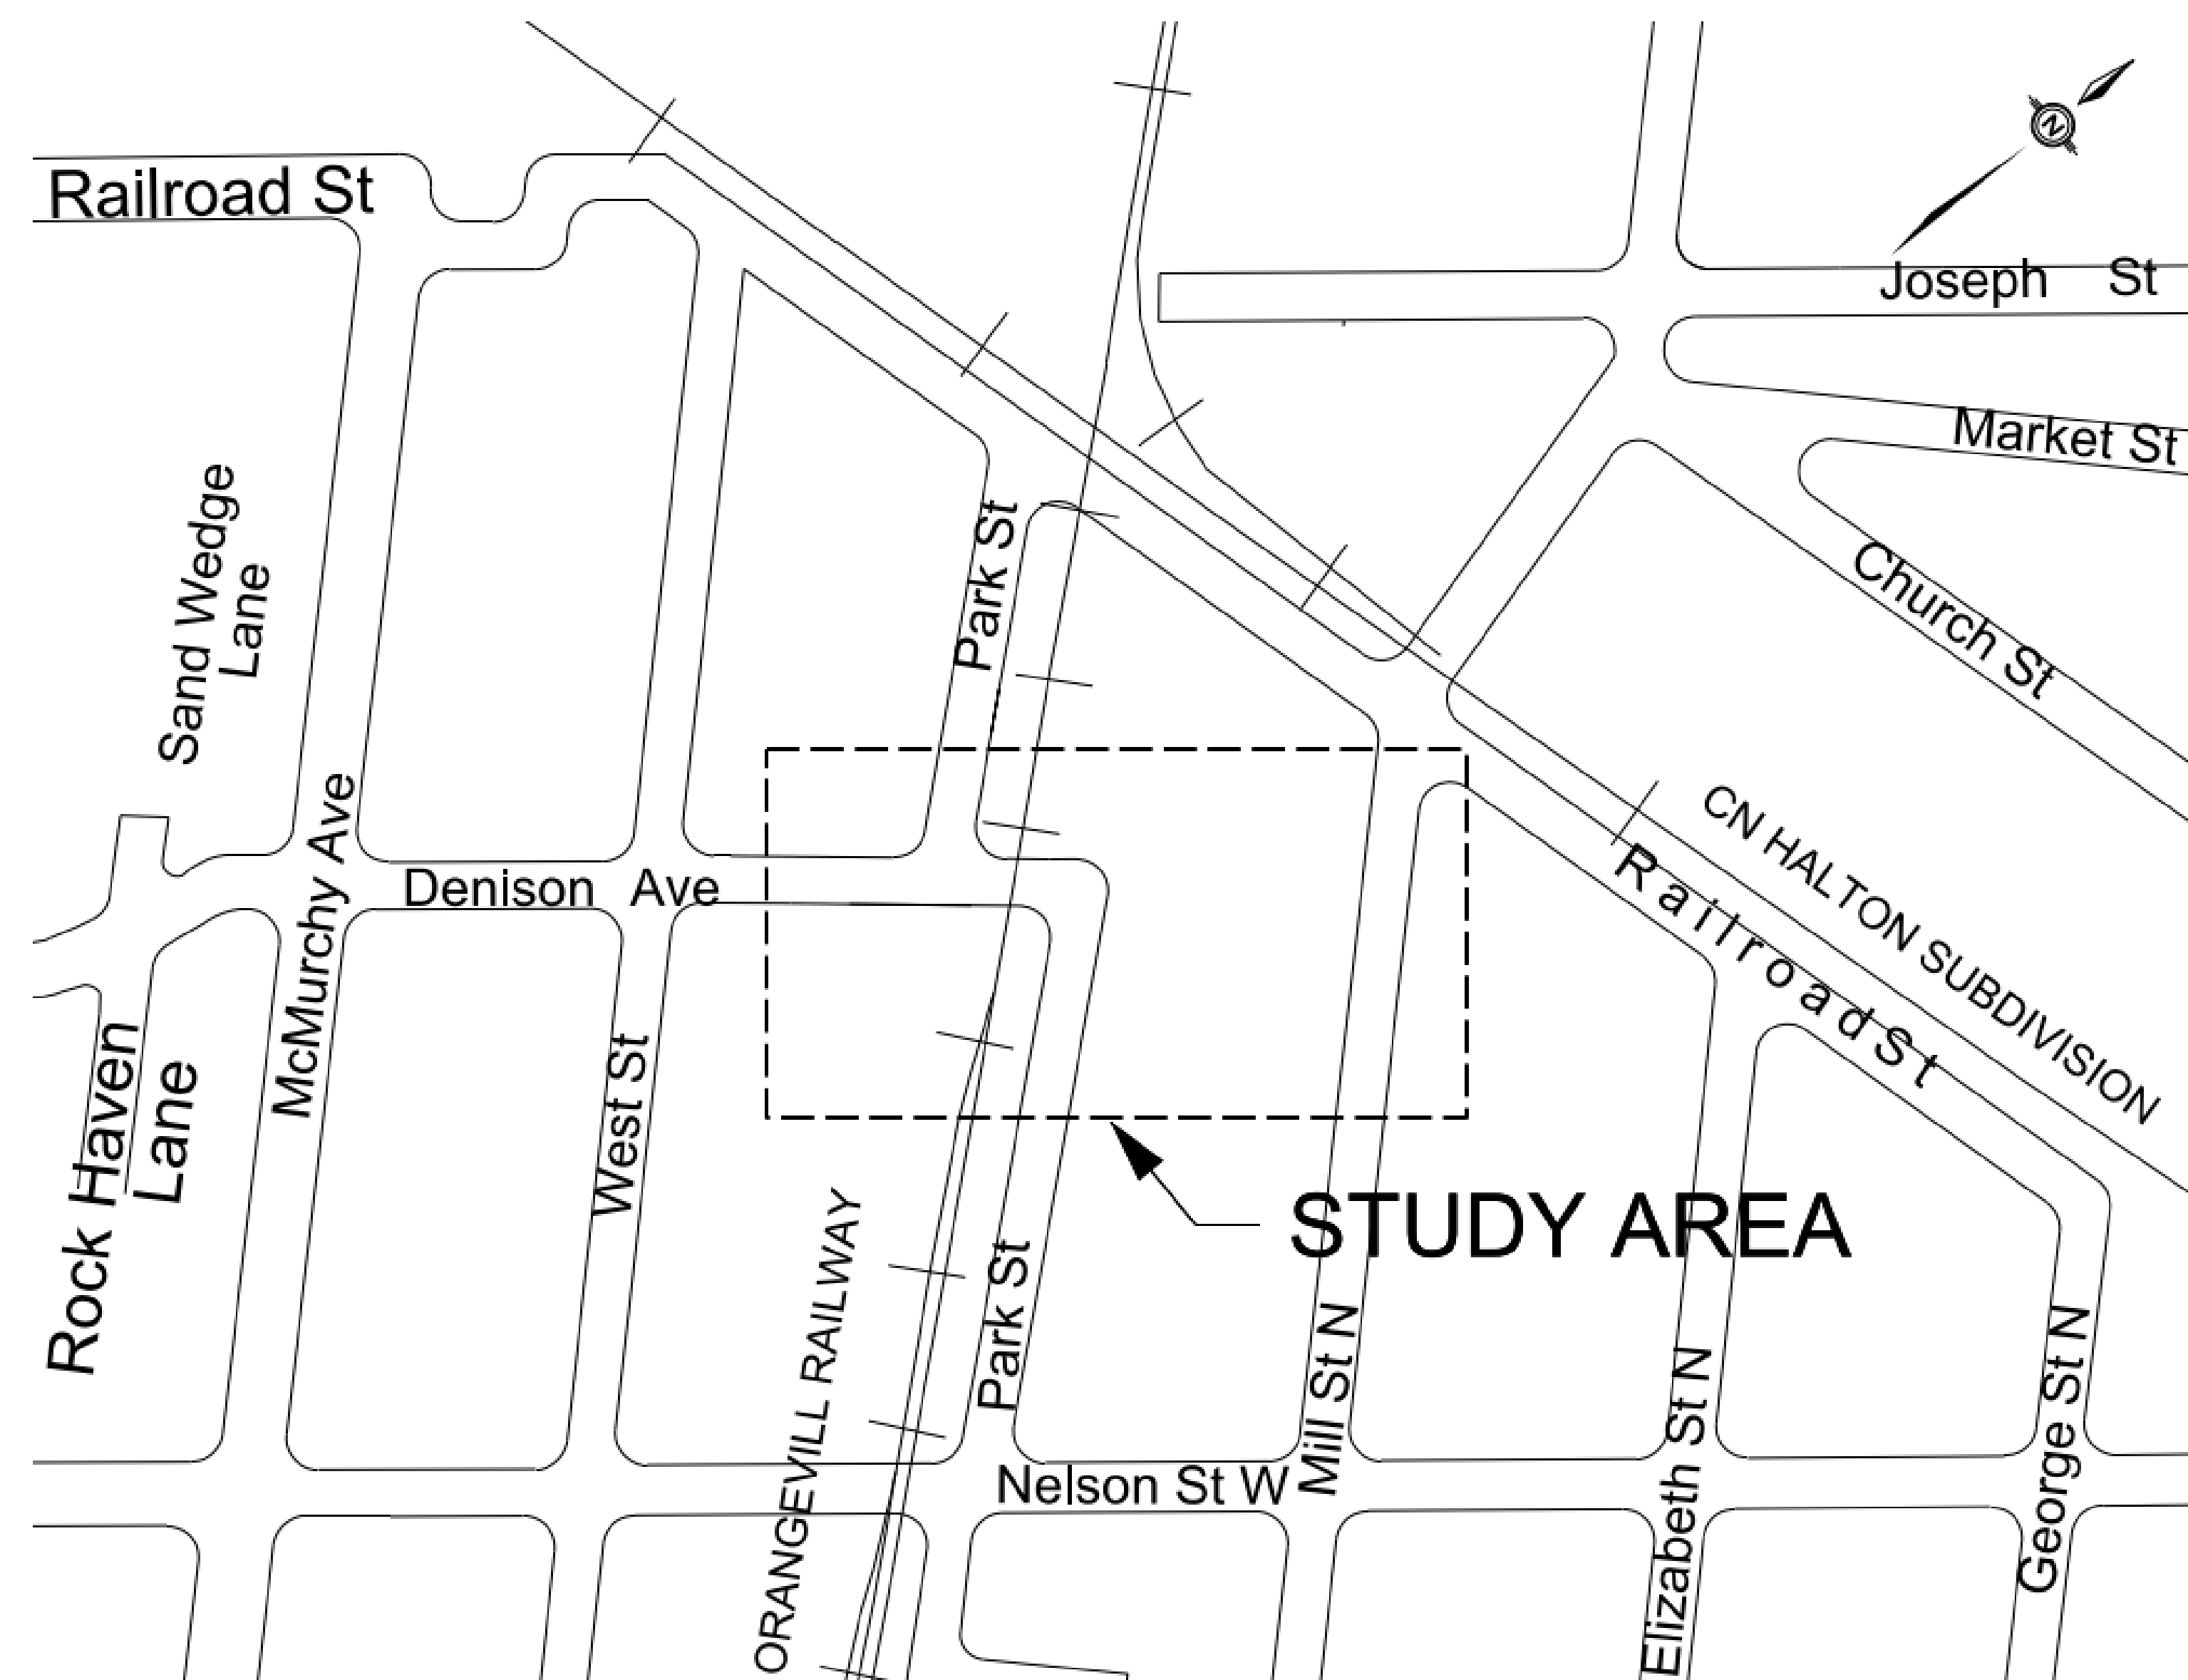 N
Railroad St
Joseph St
Market St
Sand Wedge
Lane
Park St
Church St
McMurchy Ave
CN HALTON SUBDIVISION
Denison Ave
Railroad St
Rock Haven
Lane
West St
STUDY AREA
ORANGEVILL RAILWAY
Park St
Mill St N
Elizabeth St N
George St N
Nelson St W